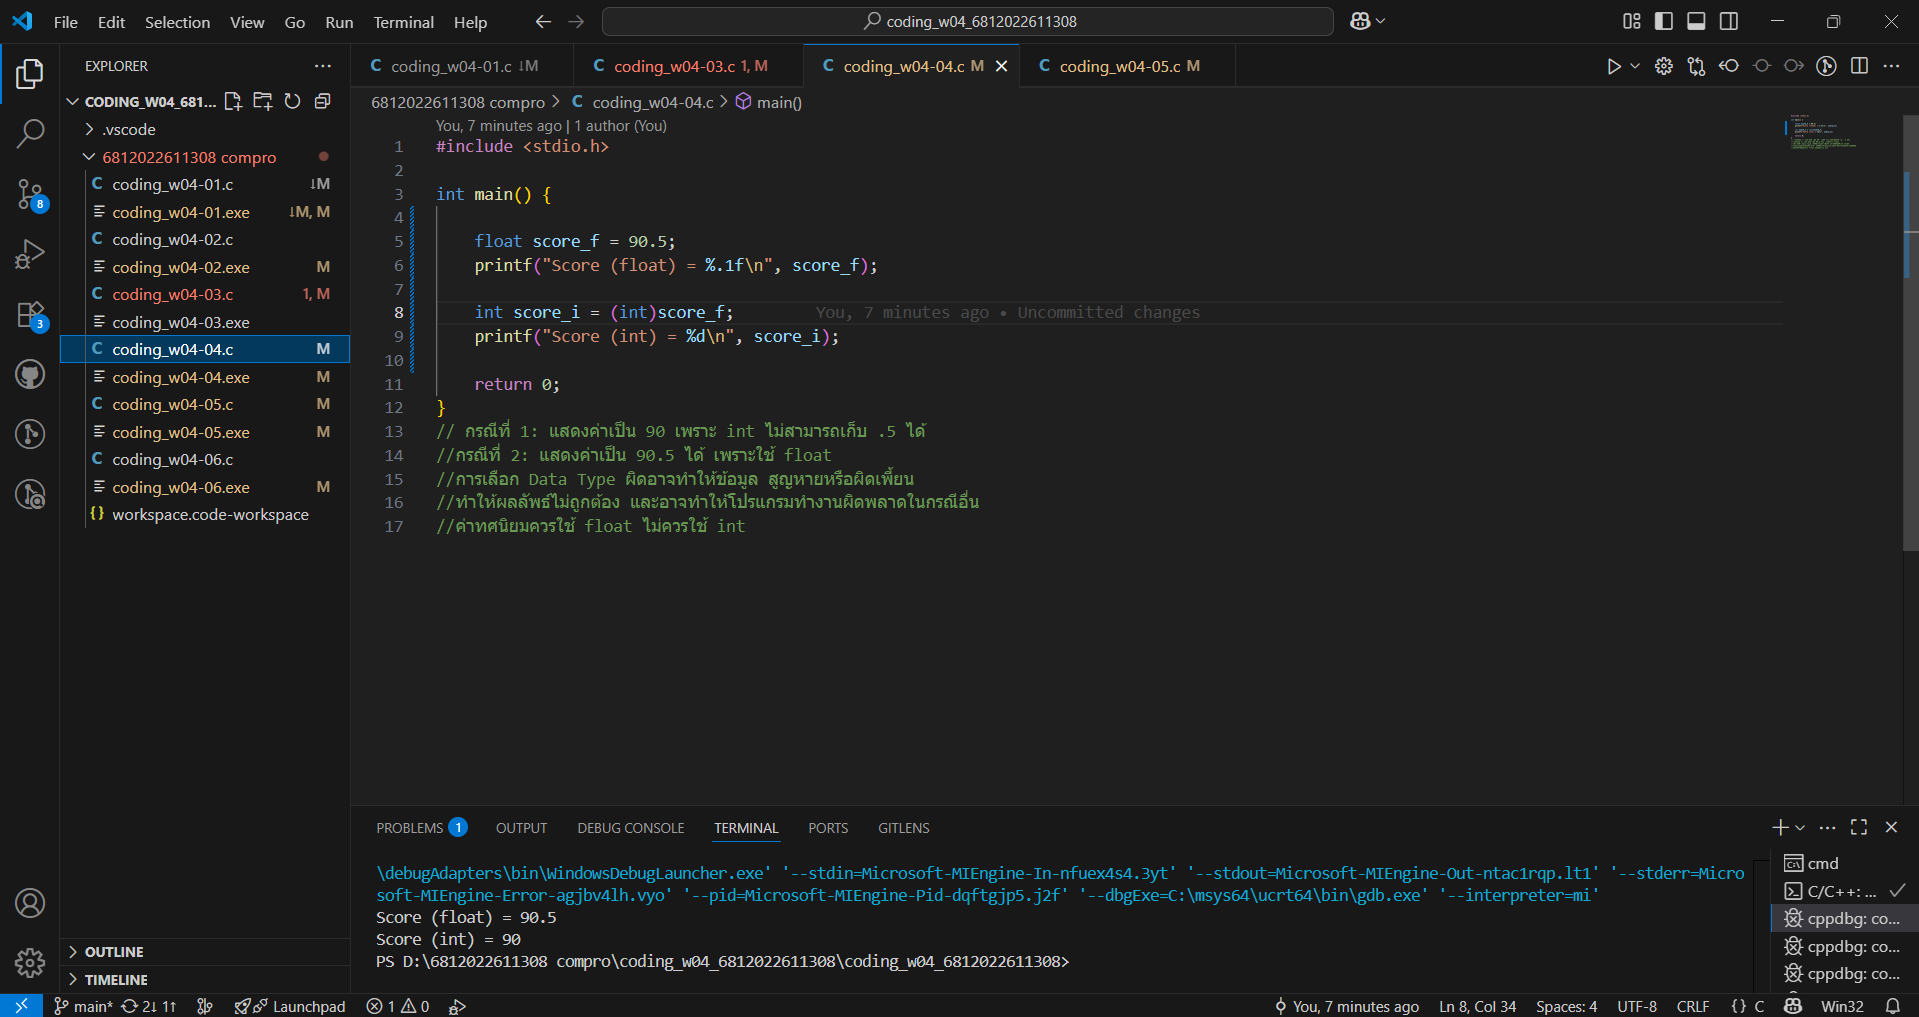 File Edit Selection View Go Run Terminal Help
coding_w04_6812022611308
EXPLORER
CODING_W04_681...
.vscode
6812022611308 compro
coding_w04-01.c ↓M
coding_w04-01.exe ↓M, M
coding_w04-02.c
coding_w04-02.exe M
coding_w04-03.c 1, M
coding_w04-03.exe
coding_w04-04.c M
coding_w04-04.exe M
coding_w04-05.c M
coding_w04-05.exe M
coding_w04-06.c
coding_w04-06.exe M
workspace.code-workspace
OUTLINE
TIMELINE
8
3
C coding_w04-01.c ↓M
C coding_w04-03.c 1, M
C coding_w04-04.c M
C coding_w04-05.c M
6812022611308 compro > C coding_w04-04.c > main()
You, 7 minutes ago | 1 author (You)
1 #include <stdio.h>
2
3 int main() {
4
5 float score_f = 90.5;
6 printf("Score (float) = %.1f\n", score_f);
7
8 int score_i = (int)score_f; You, 7 minutes ago • Uncommitted changes
9 printf("Score (int) = %d\n", score_i);
10
11 return 0;
12 }
13 // กรณีที่ 1: แสดงค่าเป็น 90 เพราะ int ไม่สามารถเก็บ .5 ได้
14 //กรณีที่ 2: แสดงค่าเป็น 90.5 ได้ เพราะใช้ float
15 //การเลือก Data Type ผิดอาจทำให้ข้อมูล สูญหายหรือผิดเพี้ยน
16 //ทำให้ผลลัพธ์ไม่ถูกต้อง และอาจทำให้โปรแกรมทำงานผิดพลาดในกรณีอื่น
17 //ค่าทศนิยมควรใช้ float ไม่ควรใช้ int
PROBLEMS 1 OUTPUT DEBUG CONSOLE TERMINAL PORTS GITLENS
\debugAdapters\bin\WindowsDebugLauncher.exe' '--stdin=Microsoft-MIEngine-In-nfuex4s4.3yt' '--stdout=Microsoft-MIEngine-Out-ntac1rqp.lt1' '--stderr=Micro
soft-MIEngine-Error-agjbv4lh.vyo' '--pid=Microsoft-MIEngine-Pid-dqftgjp5.j2f' '--dbgExe=C:\msys64\ucrt64\bin\gdb.exe' '--interpreter=mi'
Score (float) = 90.5
Score (int) = 90
PS D:\6812022611308 compro\coding_w04_6812022611308\coding_w04_6812022611308>
cmd
C/C++: ...
cppdbg: co...
cppdbg: co...
cppdbg: co...
main* 2↓ 1↑ Launchpad 1 0 You, 7 minutes ago Ln 8, Col 34 Spaces: 4 UTF-8 CRLF {} C Win32